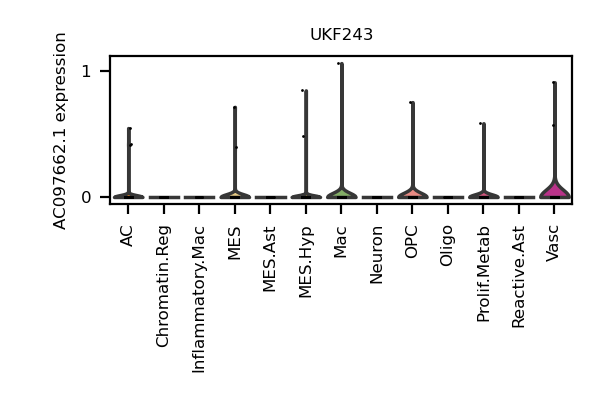 UKF243
AC097662.1 expression
1
0
AC
Chromatin.Reg
Inflammatory.Mac
MES
MES.Ast
MES.Hyp
Mac
Neuron
OPC
Oligo
Prolif.Metab
Reactive.Ast
Vasc